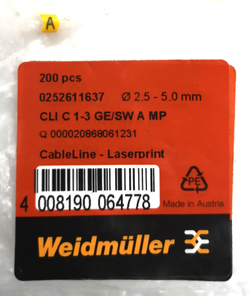 A
200 pcs
0252611637 Ø 2.5 - 5.0 mm
CLI C 1-3 GE/SW A MP
Q 000020868061231
CableLine - Laserprint
PE
Made in Austria
4 008190 064778
Weidmüller